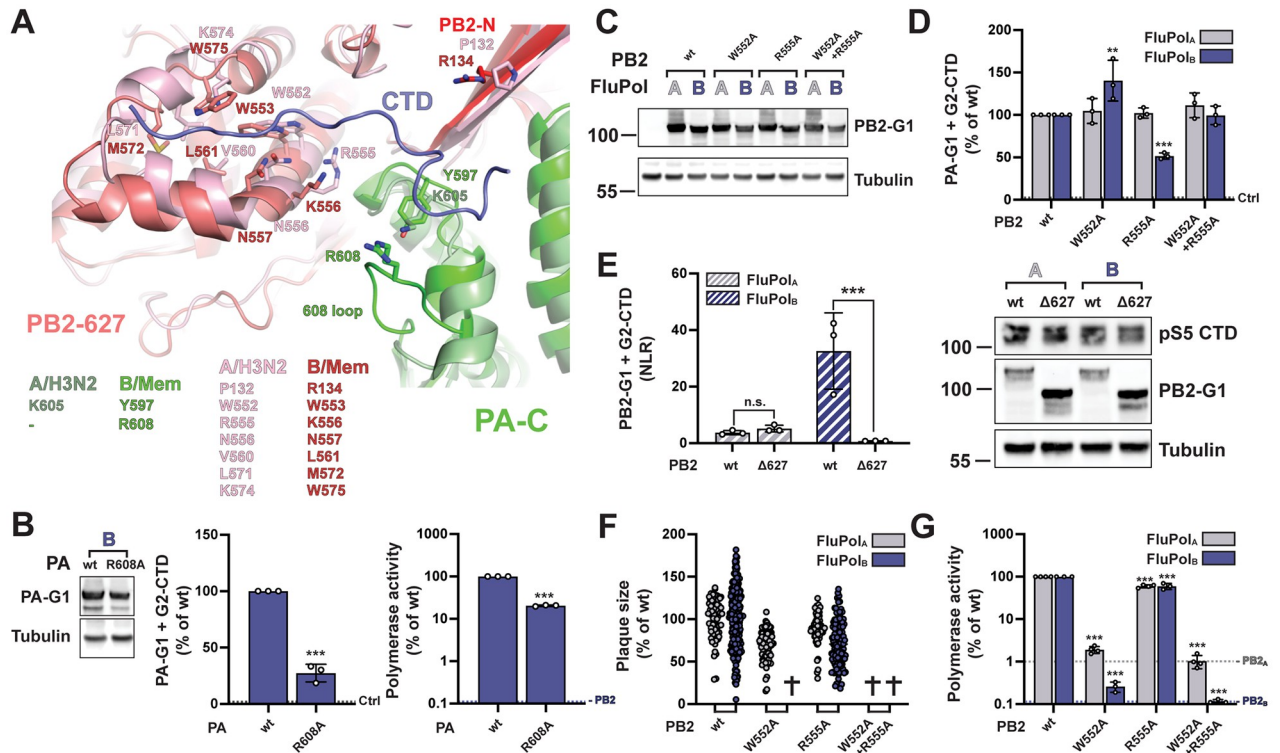 A
K574
W575
PB2-N
P132
R134
W553
W552
CTD
L571
M572
L561
V560
R555
Y597
K605
K556
N556
N557
R608
608 loop
PB2-627
PA-C
A/H3N2 B/Mem
K605 Y597
- R608
A/H3N2 B/Mem
P132 R134
W552 W553
R555 K556
N556 N557
V560 L561
L571 M572
K574 W575
B
B
PA wt R608A
PA-G1
Tubulin
PA-G1 + G2-CTD
(% of wt)
150
100
50
0
Ctrl
PA wt R608A
***
Polymerase activity
(% of wt)
1000
100
10
1
0.1
***
- PB2
PA wt R608A
C
PB2 wt W552A R555A W552A
+R555A
FluPol A B A B A B A B
100
PB2-G1
55
Tubulin
D
PA-G1 + G2-CTD
(% of wt)
200
150
100
50
0
FluPolA
FluPolB
**
***
Ctrl
PB2 wt W552A R555A W552A
+R555A
E
PB2-G1 + G2-CTD
(NLR)
60
40
20
0
FluPolA
FluPolB
n.s.
***
PB2 wt Δ627 wt Δ627
A B
wt Δ627 wt Δ627
100
pS5 CTD
100
PB2-G1
55
Tubulin
F
Plaque size
(% of wt)
200
150
100
50
0
FluPolA
FluPolB
† † †
PB2 wt W552A R555A W552A
+R555A
G
Polymerase activity
(% of wt)
1000
100
10
1
0.1
FluPolA
FluPolB
*** *** *** *** *** ***
PB2A
PB2B
PB2 wt W552A R555A W552A
+R555A